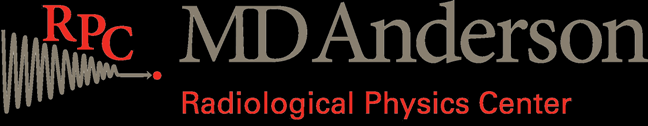 RPC
MD Anderson
Radiological Physics Center